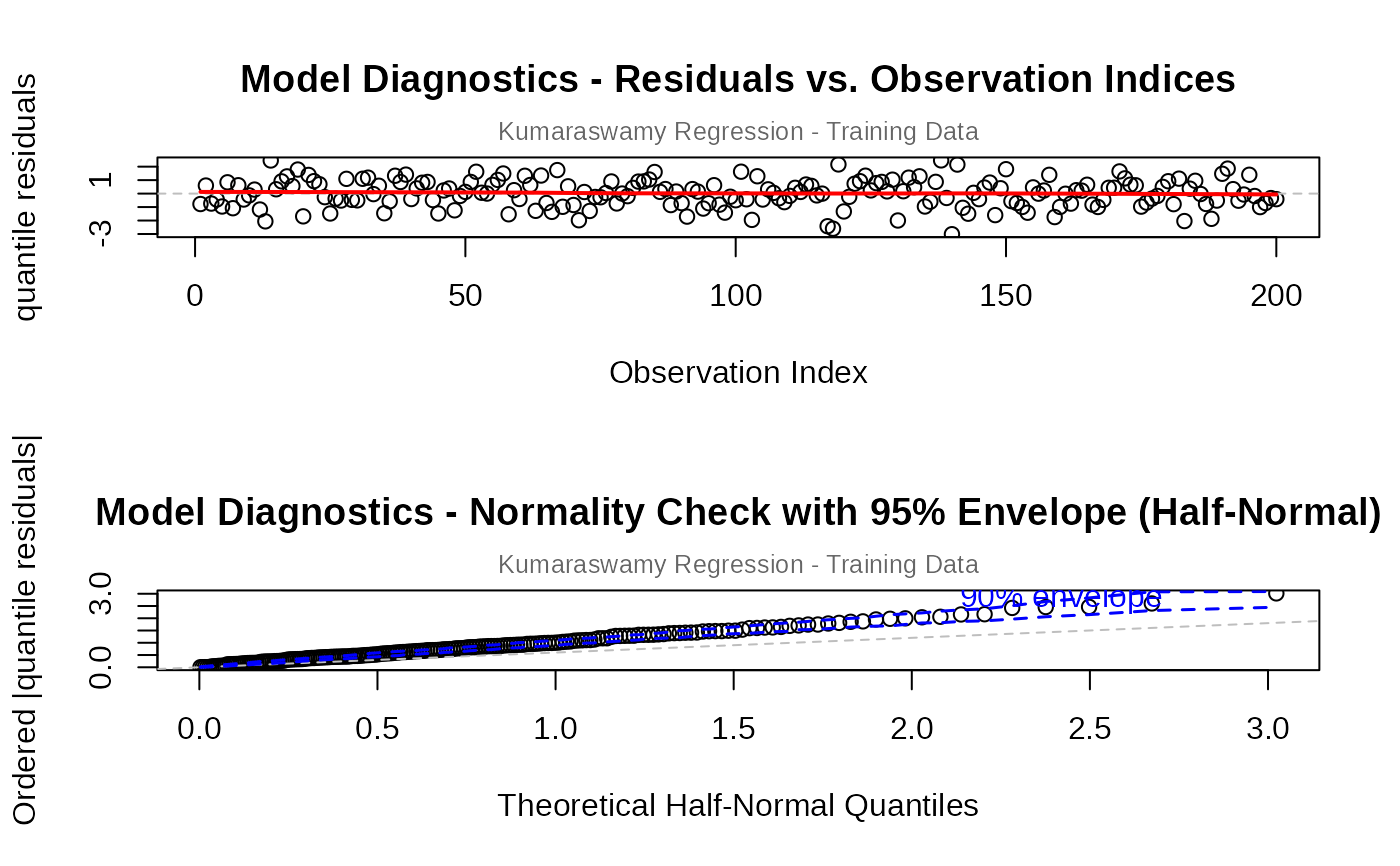 Model Diagnostics - Residuals vs. Observation Indices
Kumaraswamy Regression - Training Data
quantile residuals
1
-3
0 50 100 150 200
Observation Index
Model Diagnostics - Normality Check with 95% Envelope (Half-Normal)
Kumaraswamy Regression - Training Data
Ordered |quantile residuals|
3.0
0.0
90% envelope
0.0 0.5 1.0 1.5 2.0 2.5 3.0
Theoretical Half-Normal Quantiles